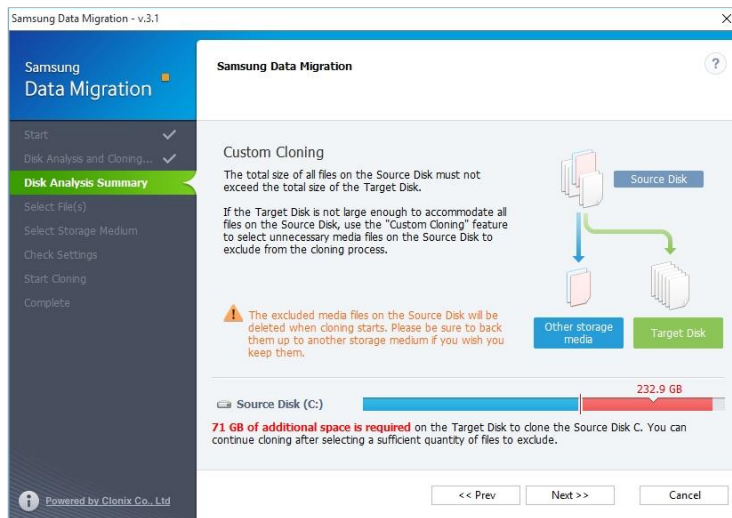 Samsung Data Migration - v.3.1
Samsung
Data Migration
Samsung Data Migration
?
Start
Disk Analysis and Cloning...
Disk Analysis Summary
Select File(s)
Select Storage Medium
Check Settings
Start Cloning
Complete
Custom Cloning
The total size of all files on the Source Disk must not
exceed the total size of the Target Disk.
If the Target Disk is not large enough to accommodate all
files on the Source Disk, use the "Custom Cloning" feature
to select unnecessary media files on the Source Disk to
exclude from the cloning process.
The excluded media files on the Source Disk will be
deleted when cloning starts. Please be sure to back
them up to another storage medium if you wish you
keep them.
Source Disk
Other storage
media
Target Disk
232.9 GB
Source Disk (C:)
71 GB of additional space is required on the Target Disk to clone the Source Disk C. You can
continue cloning after selecting a sufficient quantity of files to exclude.
Powered by Clonix Co., Ltd
<< Prev
Next >>
Cancel